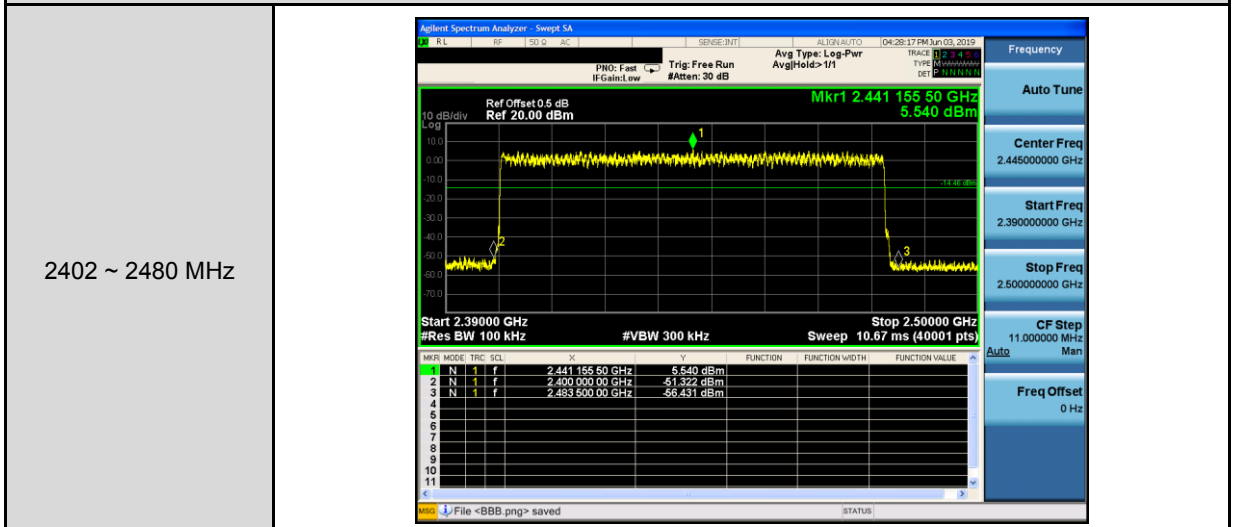 2402 ~ 2480 MHz
Agilent Spectrum Analyzer - Swept SA
RL RF 50 Ω AC SENSE:INT ALIGNAUTO 04:28:17 PM Jun 03, 2019
PNO: Fast Trig: Free Run Avg Type: Log-Pwr TRACE 1 2 3 4 5 6
IFGain:Low #Atten: 30 dB Avg|Hold>1/1 TYPE M
DET P N N N N N
Mkr1 2.441 155 50 GHz
5.540 dBm
Ref Offset 0.5 dB
10 dB/div Ref 20.00 dBm
Log
10.0
0.00
-10.0
-20.0
-30.0
-40.0
-50.0
-60.0
-70.0
1
2
3
-14.46 dBm
Start 2.39000 GHz Stop 2.50000 GHz
#Res BW 100 kHz #VBW 300 kHz Sweep 10.67 ms (40001 pts)
MKR MODE TRC SCL X Y FUNCTION FUNCTION WIDTH FUNCTION VALUE
1 N 1 f 2.441 155 50 GHz 5.540 dBm
2 N 1 f 2.400 000 00 GHz -51.322 dBm
3 N 1 f 2.483 500 00 GHz -56.431 dBm
4
5
6
7
8
9
10
11
MSG File <BBB.png> saved STATUS
Frequency
Auto Tune
Center Freq
2.445000000 GHz
Start Freq
2.390000000 GHz
Stop Freq
2.500000000 GHz
CF Step
11.000000 MHz
Auto Man
Freq Offset
0 Hz